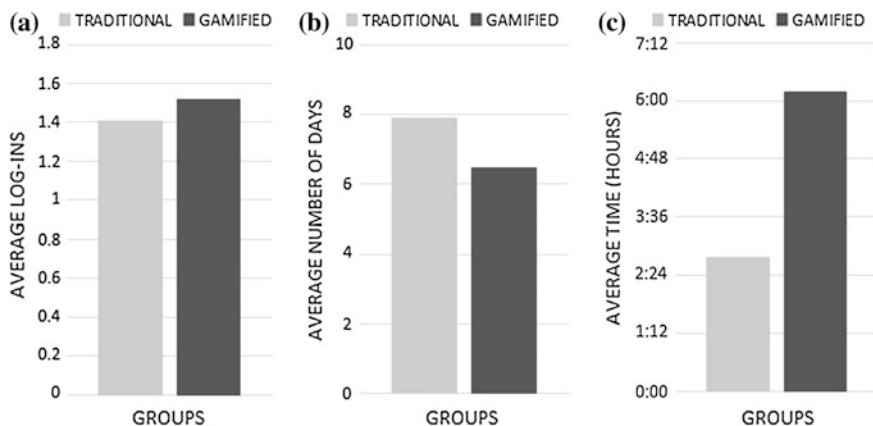 (a) TRADITIONAL GAMIFIED
1.8
1.6
1.4
1.2
1
0.8
0.6
0.4
0.2
0
AVERAGE LOG-INS
GROUPS
(b) TRADITIONAL GAMIFIED
10
8
6
4
2
0
AVERAGE NUMBER OF DAYS
GROUPS
(c) TRADITIONAL GAMIFIED
7:12
6:00
4:48
3:36
2:24
1:12
0:00
AVERAGE TIME (HOURS)
GROUPS